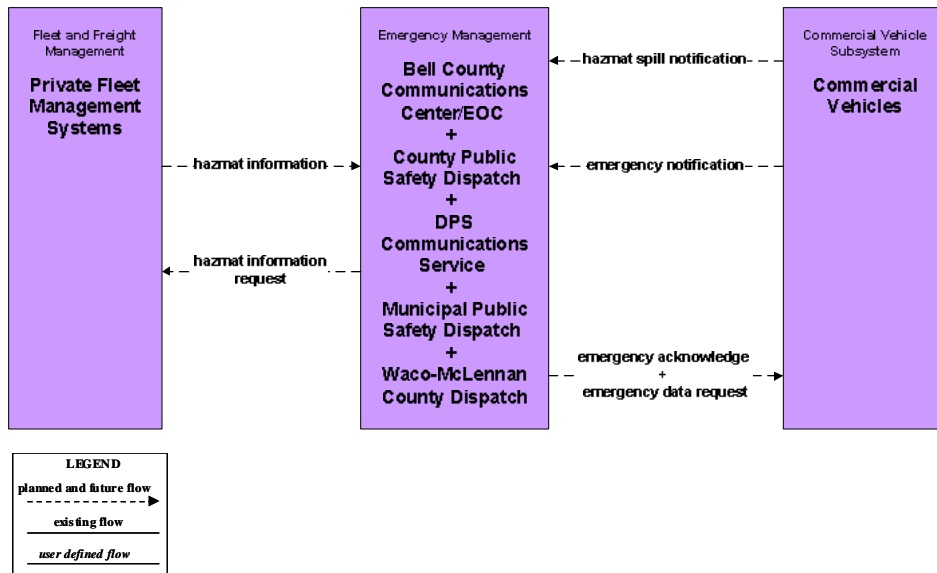 Fleet and Freight
Management
Private Fleet
Management
Systems
hazmat information
hazmat information
request
Emergency Management
Bell County
Communications
Center/EOC
+
County Public
Safety Dispatch
+
DPS
Communications
Service
+
Municipal Public
Safety Dispatch
+
Waco-McLennan
County Dispatch
hazmat spill notification
emergency notification
emergency acknowledge
+
emergency data request
Commercial Vehicle
Subsystem
Commercial
Vehicles
LEGEND
planned and future flow
existing flow
user defined flow